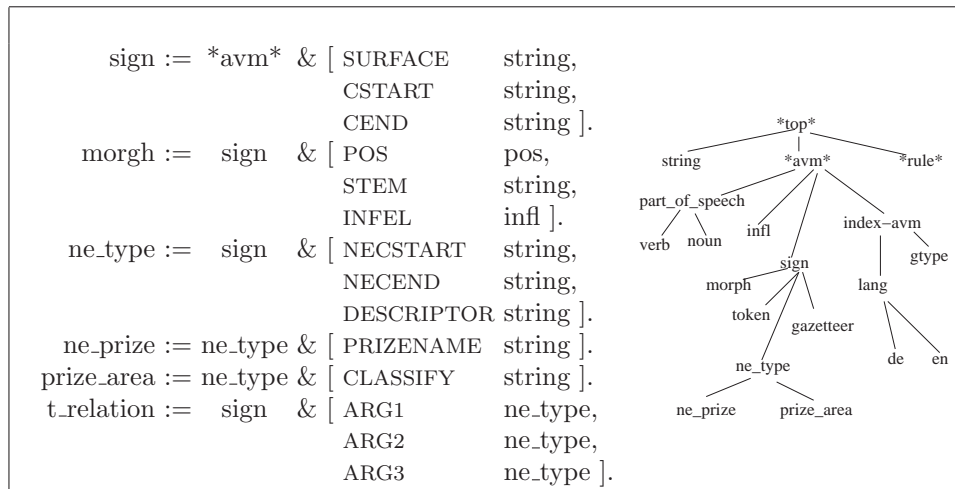 sign := *avm* & [ SURFACE string,
CSTART string,
CEND string ].
morgh := sign & [ POS pos,
STEM string,
INFEL infl ].
ne_type := sign & [ NECSTART string,
NECEND string,
DESCRIPTOR string ].
ne_prize := ne_type & [ PRIZENAME string ].
prize_area := ne_type & [ CLASSIFY string ].
t_relation := sign & [ ARG1 ne_type,
ARG2 ne_type,
ARG3 ne_type ].
*top*
string *avm* *rule*
part_of_speech infl index-avm
verb noun sign gtype
morph token gazetteer lang
ne_type de en
ne_prize prize_area